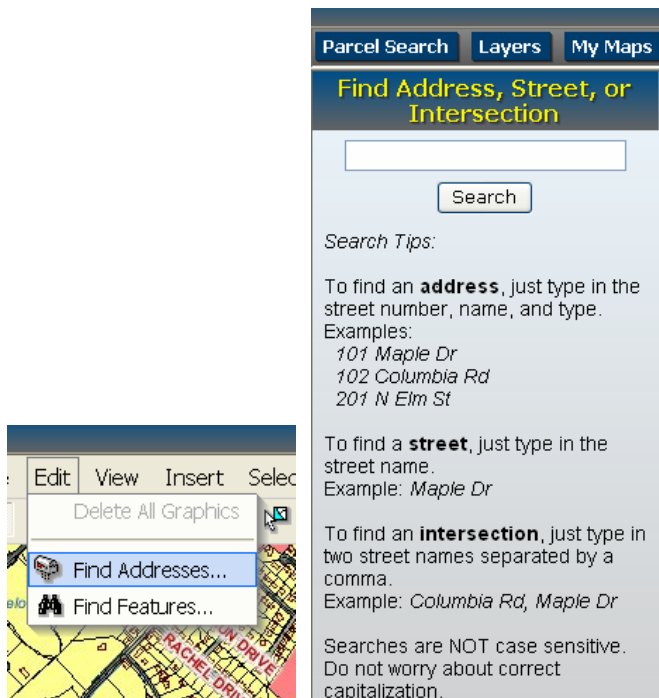 Parcel Search Layers My Maps
Find Address, Street, or
Intersection
Search
Search Tips:
To find an address, just type in the
street number, name, and type.
Examples:
101 Maple Dr
102 Columbia Rd
201 N Elm St
To find a street, just type in the
street name.
Example: Maple Dr
To find an intersection, just type in
two street names separated by a
comma.
Example: Columbia Rd, Maple Dr
Searches are NOT case sensitive.
Do not worry about correct
capitalization.
Edit View Insert Selec
Delete All Graphics
Find Addresses...
Find Features...
DRIVE
RACHEL DRI